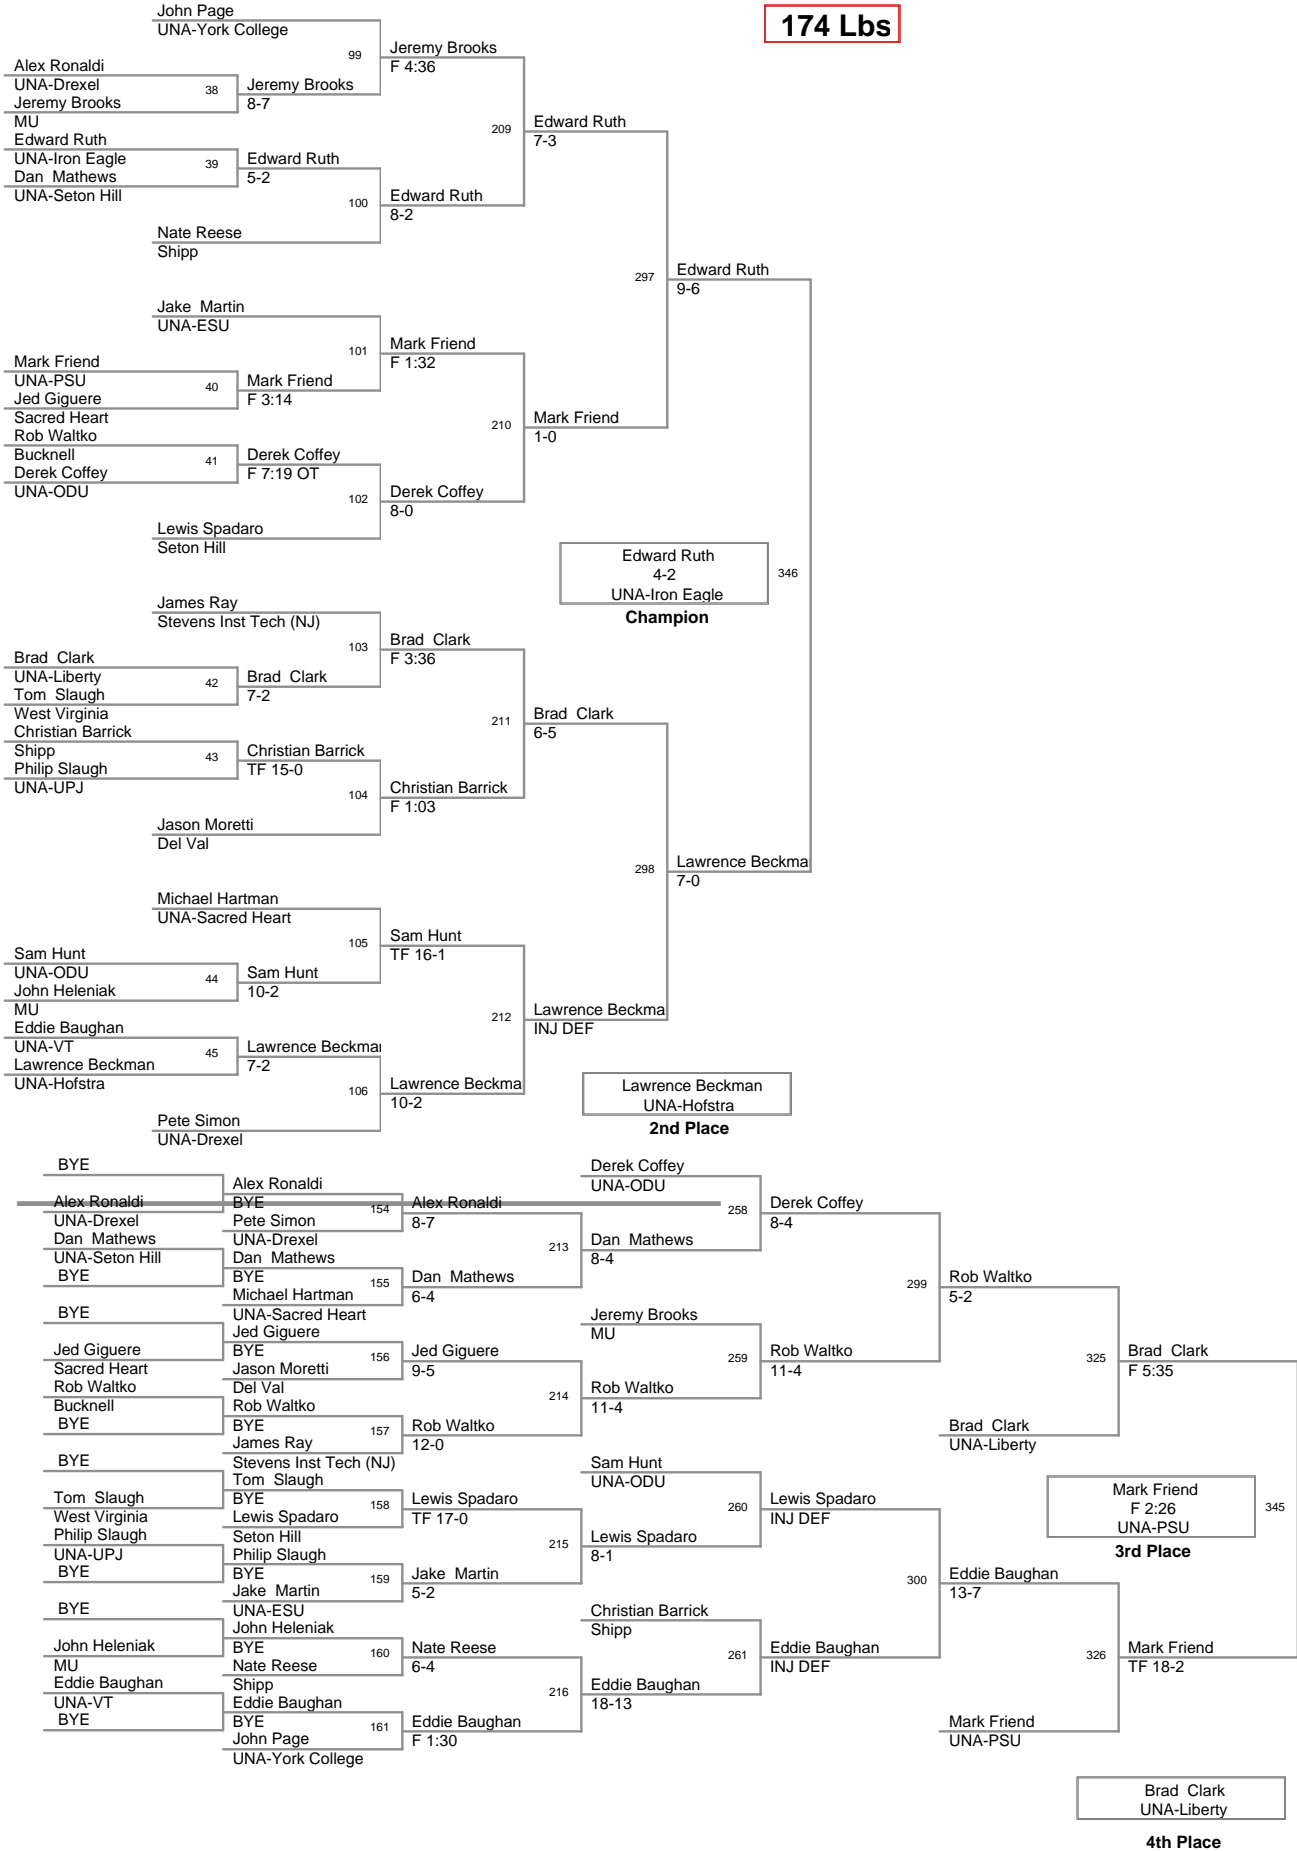 174 Lbs
John Page
UNA-York College
99
Jeremy Brooks
F 4:36
Alex Ronaldi
UNA-Drexel
38
Jeremy Brooks
8-7
Jeremy Brooks
MU
209
Edward Ruth
7-3
Edward Ruth
UNA-Iron Eagle
39
Edward Ruth
5-2
Dan Mathews
UNA-Seton Hill
100
Edward Ruth
8-2
Nate Reese
Shipp
297
Edward Ruth
9-6
Jake Martin
UNA-ESU
101
Mark Friend
F 1:32
Mark Friend
UNA-PSU
40
Mark Friend
F 3:14
Jed Giguere
Sacred Heart
210
Mark Friend
1-0
Rob Waltko
Bucknell
41
Derek Coffey
F 7:19 OT
Derek Coffey
UNA-ODU
102
Derek Coffey
8-0
Lewis Spadaro
Seton Hill
Edward Ruth
4-2
UNA-Iron Eagle
346
Champion
James Ray
Stevens Inst Tech (NJ)
103
Brad Clark
F 3:36
Brad Clark
UNA-Liberty
42
Brad Clark
7-2
Tom Slaugh
West Virginia
211
Brad Clark
6-5
Christian Barrick
Shipp
43
Christian Barrick
TF 15-0
Philip Slaugh
UNA-UPJ
104
Christian Barrick
F 1:03
Jason Moretti
Del Val
298
Lawrence Beckma
7-0
Michael Hartman
UNA-Sacred Heart
105
Sam Hunt
TF 16-1
Sam Hunt
UNA-ODU
44
Sam Hunt
10-2
John Heleniak
MU
212
Lawrence Beckma
INJ DEF
Eddie Baughan
UNA-VT
45
Lawrence Beckman
7-2
Lawrence Beckman
UNA-Hofstra
106
Lawrence Beckma
10-2
Pete Simon
UNA-Drexel
Lawrence Beckman
UNA-Hofstra
2nd Place
BYE
Alex Ronaldi
UNA-Drexel
Alex Ronaldi
BYE
154
Alex Ronaldi
8-7
Pete Simon
UNA-Drexel
Derek Coffey
UNA-ODU
258
Derek Coffey
8-4
213
Dan Mathews
8-4
Dan Mathews
UNA-Seton Hill
BYE
Dan Mathews
BYE
155
Dan Mathews
6-4
Michael Hartman
UNA-Sacred Heart
299
Rob Waltko
5-2
BYE
Jed Giguere
Sacred Heart
Jed Giguere
BYE
156
Jed Giguere
9-5
Jason Moretti
Del Val
Jeremy Brooks
MU
259
Rob Waltko
11-4
325
Brad Clark
F 5:35
214
Rob Waltko
11-4
Rob Waltko
Bucknell
BYE
Rob Waltko
BYE
157
Rob Waltko
12-0
James Ray
Stevens Inst Tech (NJ)
Brad Clark
UNA-Liberty
BYE
Tom Slaugh
West Virginia
Tom Slaugh
BYE
158
Lewis Spadaro
TF 17-0
Lewis Spadaro
Seton Hill
Sam Hunt
UNA-ODU
260
Lewis Spadaro
INJ DEF
Mark Friend
F 2:26
UNA-PSU
345
3rd Place
215
Lewis Spadaro
8-1
Philip Slaugh
UNA-UPJ
BYE
Philip Slaugh
BYE
159
Jake Martin
5-2
Jake Martin
UNA-ESU
300
Eddie Baughan
13-7
BYE
John Heleniak
MU
John Heleniak
BYE
160
Nate Reese
6-4
Nate Reese
Shipp
Christian Barrick
Shipp
261
Eddie Baughan
INJ DEF
326
Mark Friend
TF 18-2
216
Eddie Baughan
18-13
Eddie Baughan
UNA-VT
BYE
Eddie Baughan
BYE
161
Eddie Baughan
F 1:30
John Page
UNA-York College
Mark Friend
UNA-PSU
Brad Clark
UNA-Liberty
4th Place